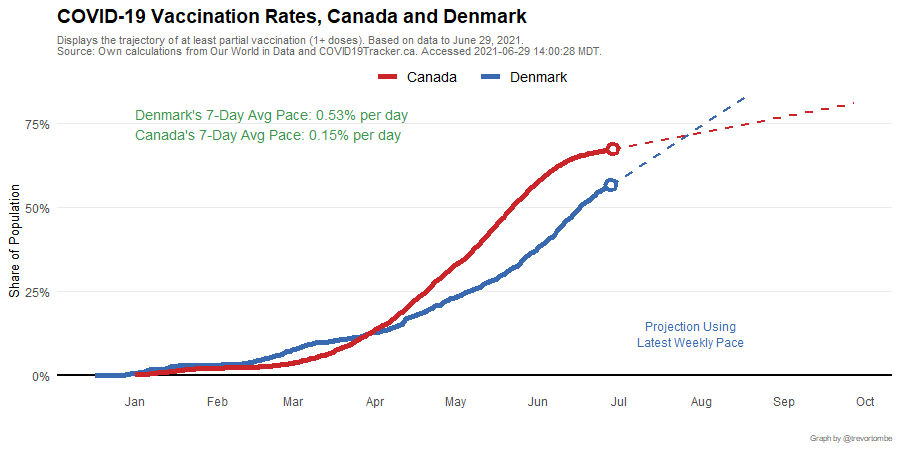 COVID-19 Vaccination Rates, Canada and Denmark
Displays the trajectory of at least partial vaccination (1+ doses). Based on data to June 29, 2021.
Source: Own calculations from Our World in Data and COVID19Tracker.ca. Accessed 2021-06-29 14:00:28 MDT.
Canada Denmark
Denmark's 7-Day Avg Pace: 0.53% per day
Canada's 7-Day Avg Pace: 0.15% per day
75%
50%
25%
0%
Share of Population
Projection Using
Latest Weekly Pace
Jan Feb Mar Apr May Jun Jul Aug Sep Oct
Graph by @trevortombe